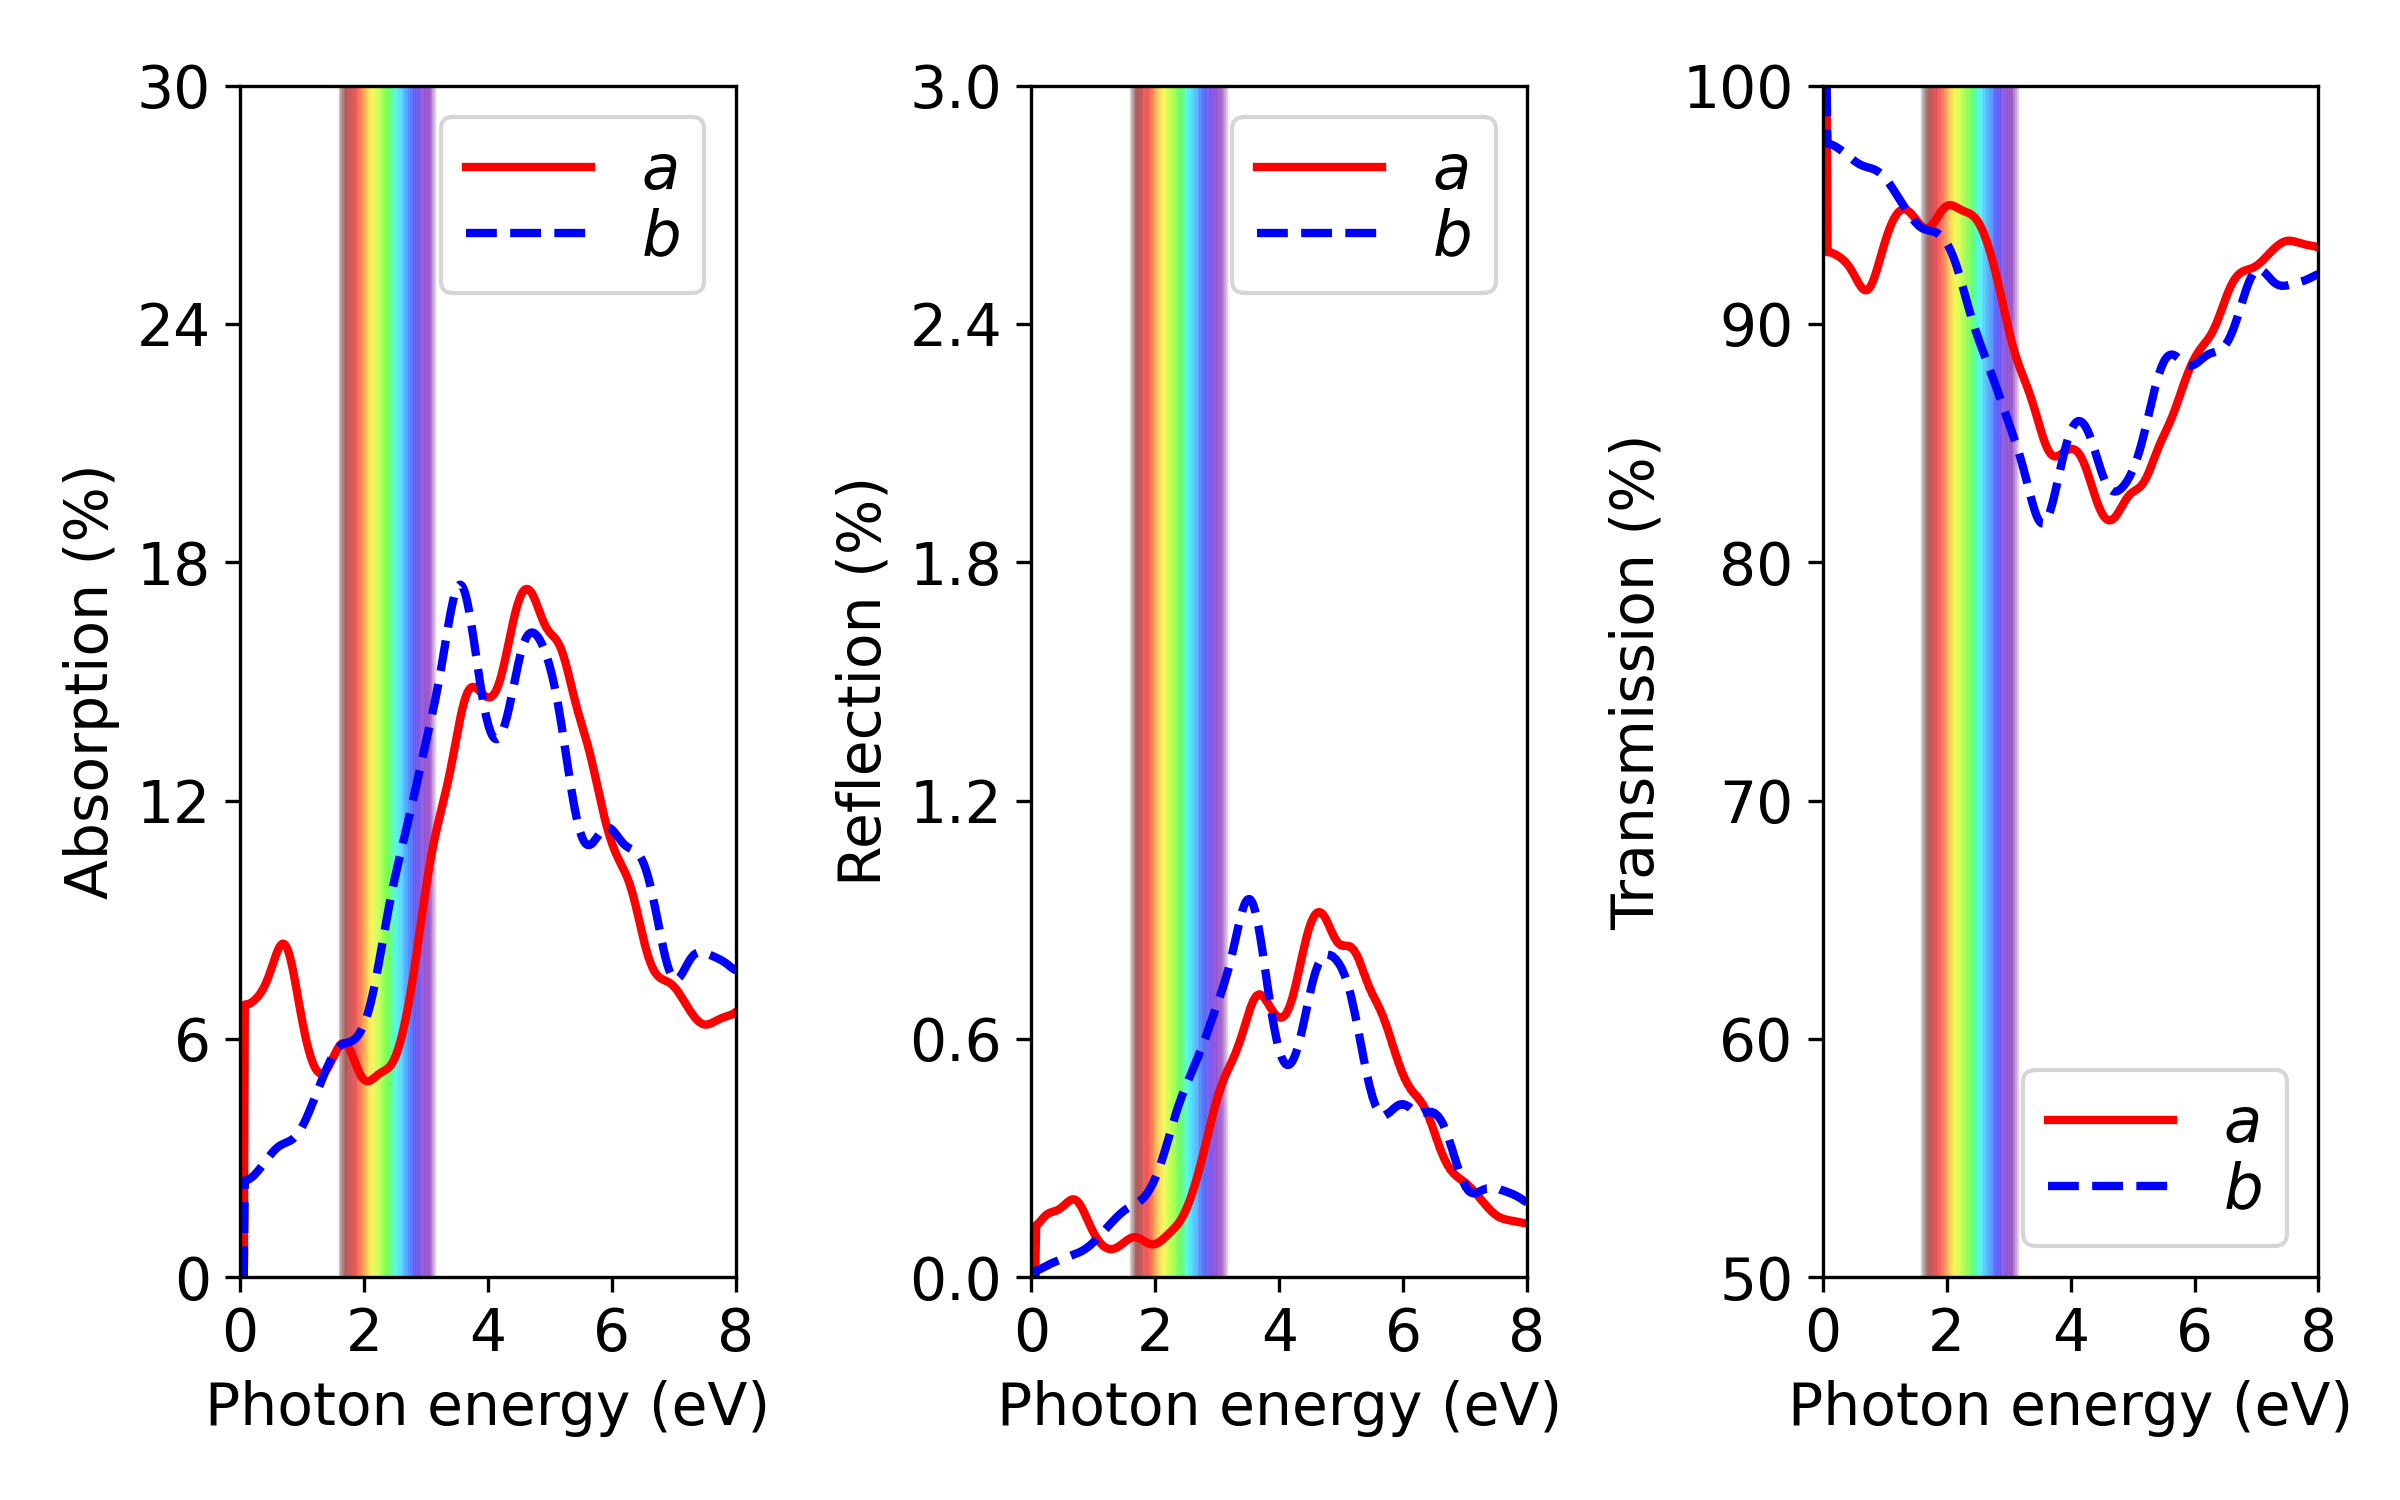 Absorption (%)
30
24
18
12
6
0
0 2 4 6 8
Photon energy (eV)
a
b
Reflection (%)
3.0
2.4
1.8
1.2
0.6
0.0
0 2 4 6 8
Photon energy (eV)
a
b
Transmission (%)
100
90
80
70
60
50
0 2 4 6 8
Photon energy (eV)
a
b